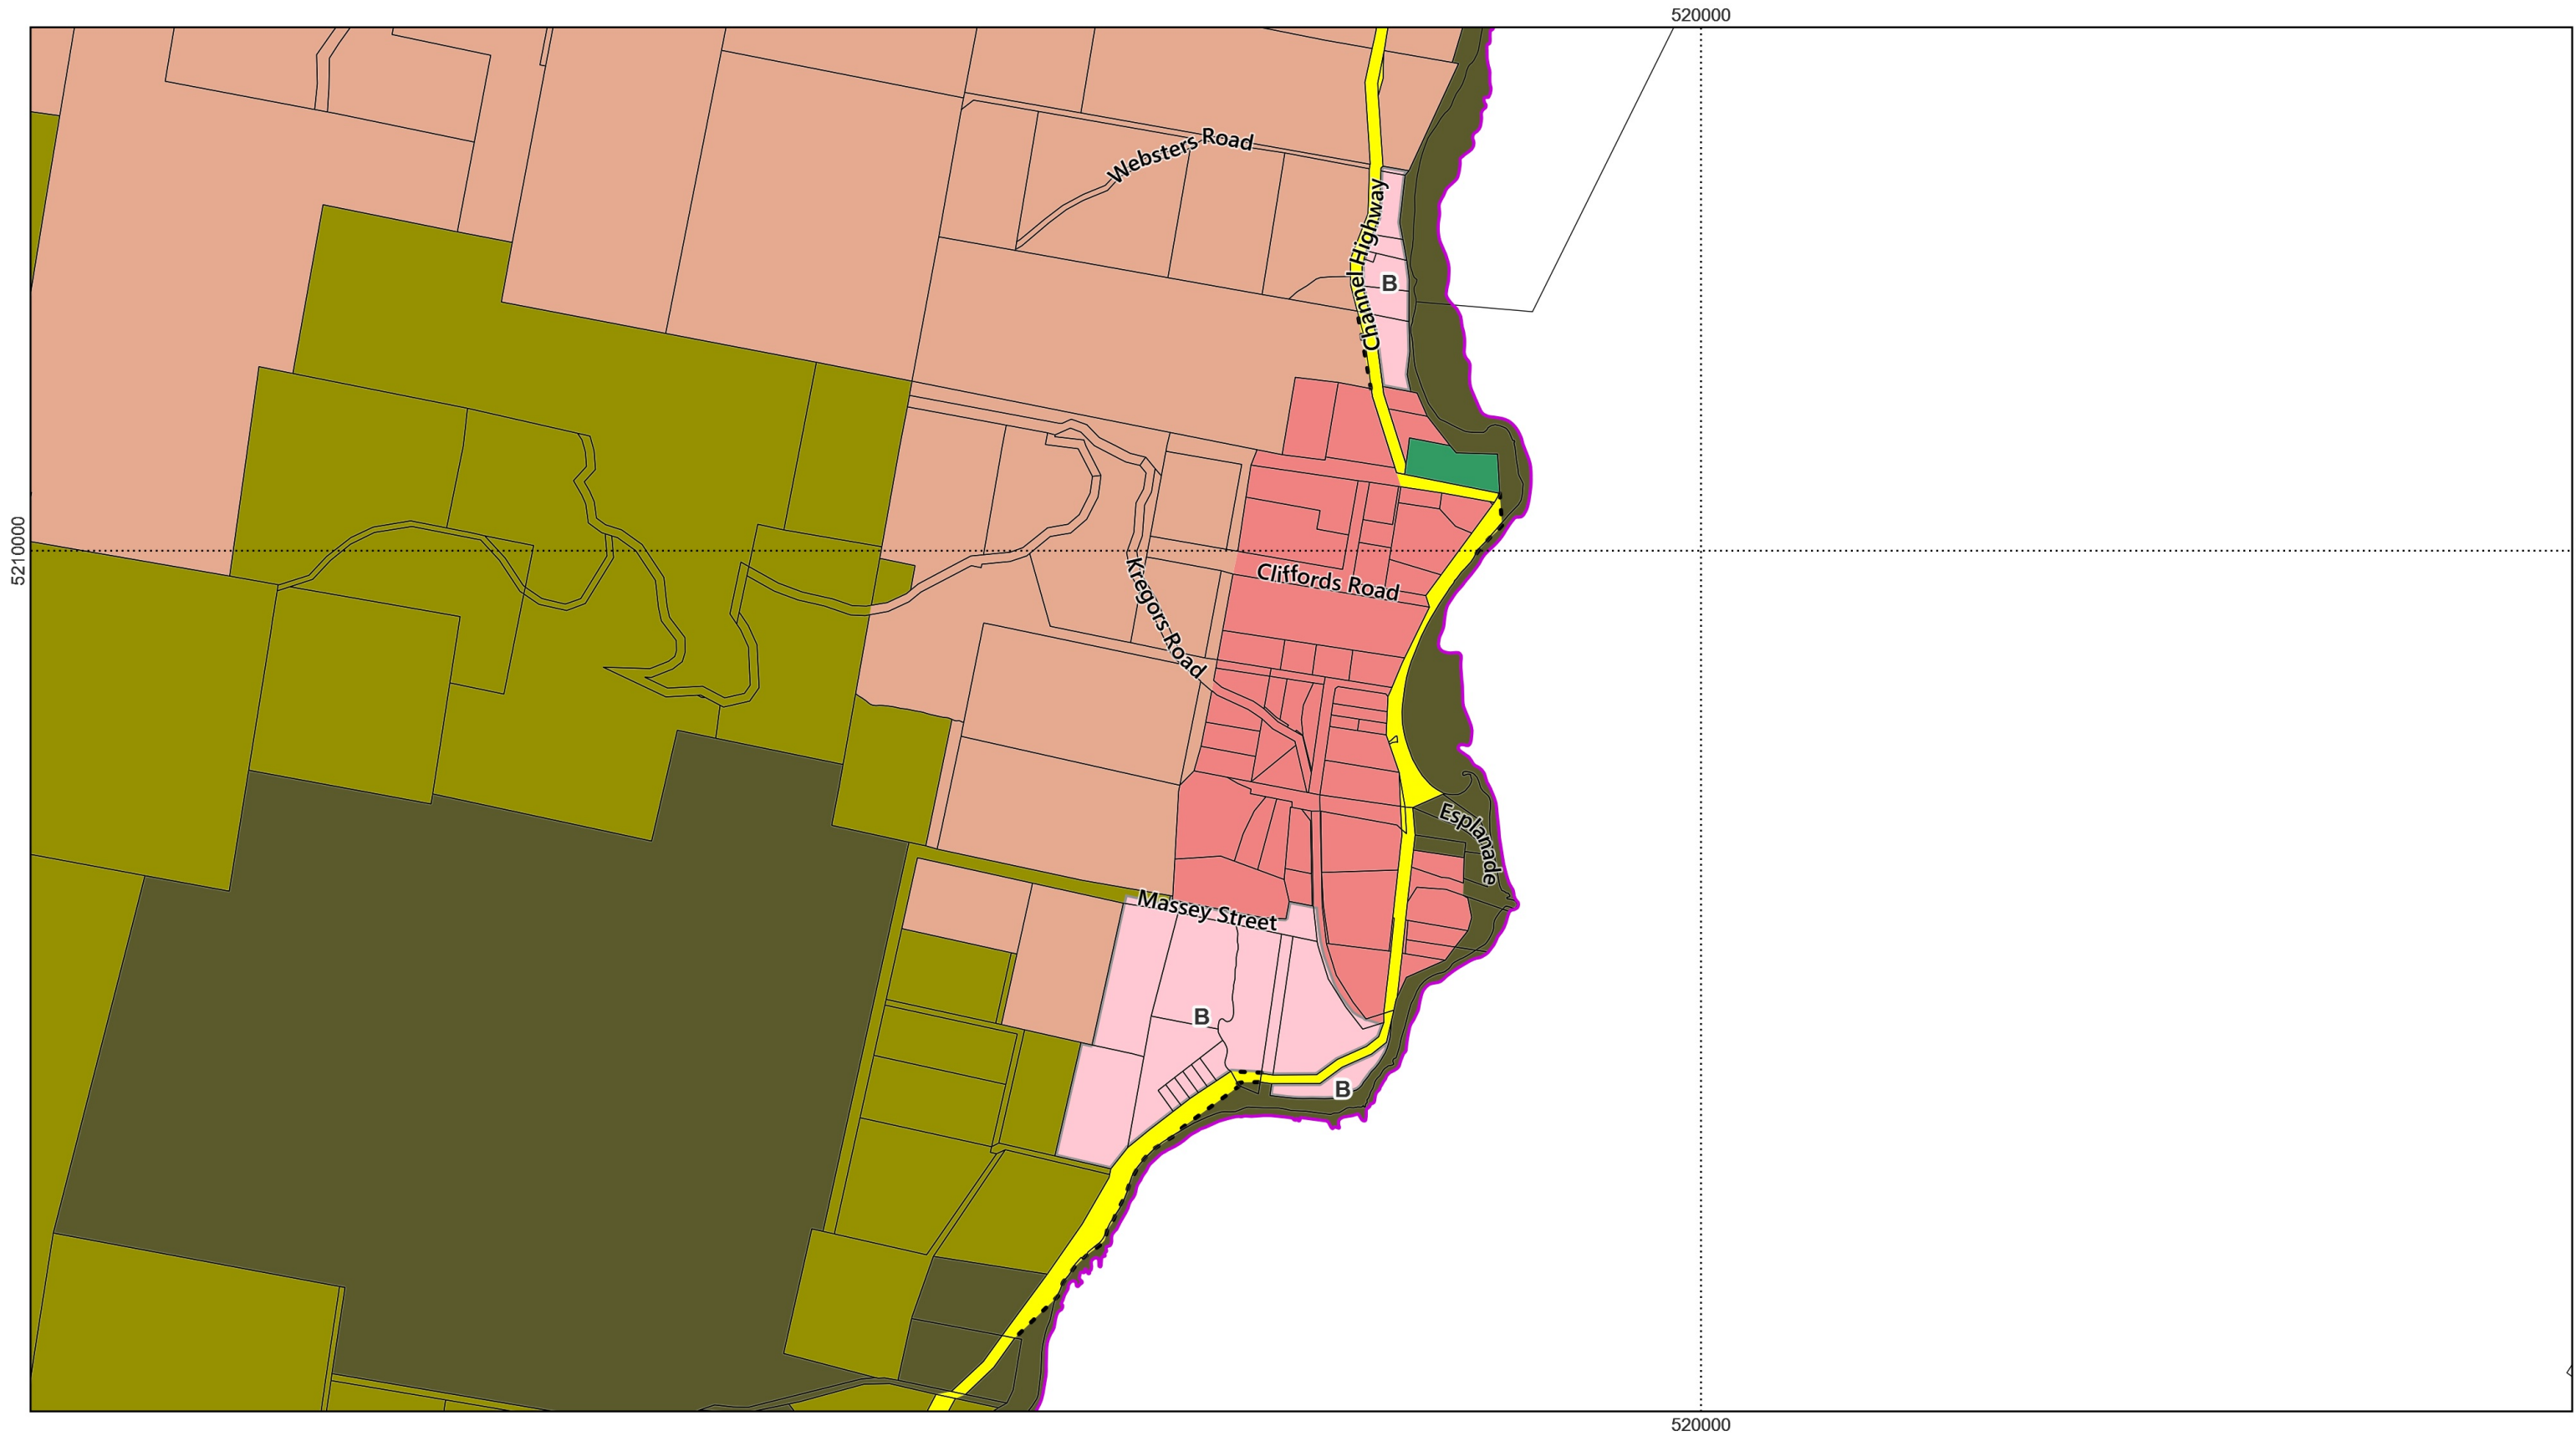 520000
Websters Road
Channel Highway
B
5210000
Cliffords Road
Kregors Road
Esplanade
Massey Street
B
B
520000